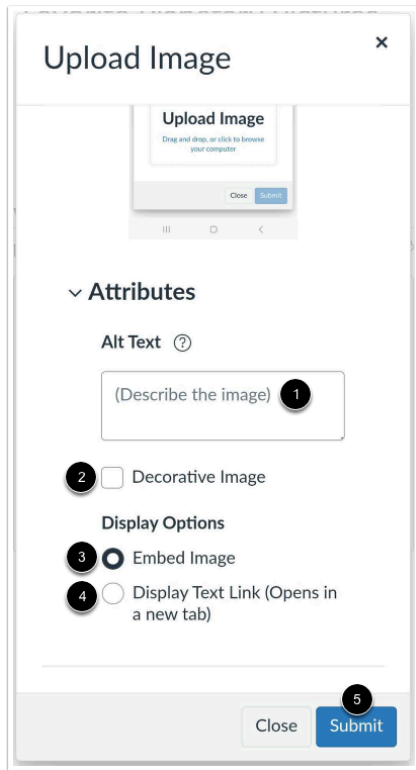 Upload Image
×
Upload Image
Drag and drop, or click to browse
your computer
Close Submit
Attributes
Alt Text ?
(Describe the image) 1
2 Decorative Image
Display Options
3 Embed Image
4 Display Text Link (Opens in
a new tab)
5
Close Submit